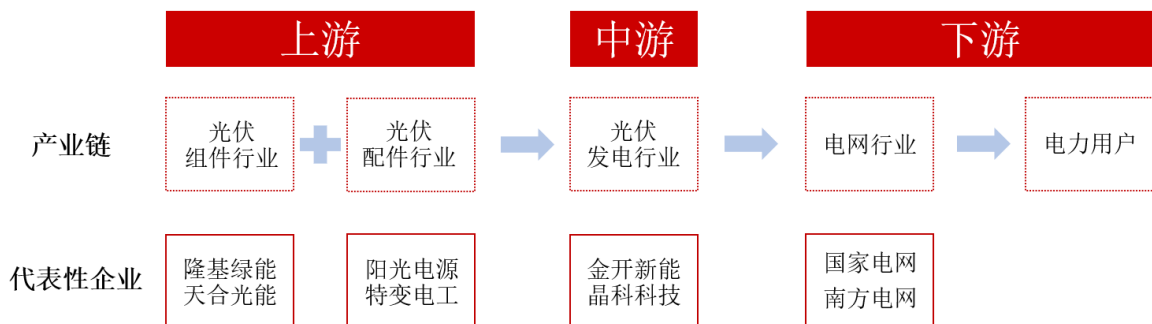 上游
中游
下游
产业链
光伏
组件行业
光伏
配件行业
光伏
发电行业
电网行业
电力用户
代表性企业
隆基绿能
天合光能
阳光电源
特变电工
金开新能
晶科科技
国家电网
南方电网